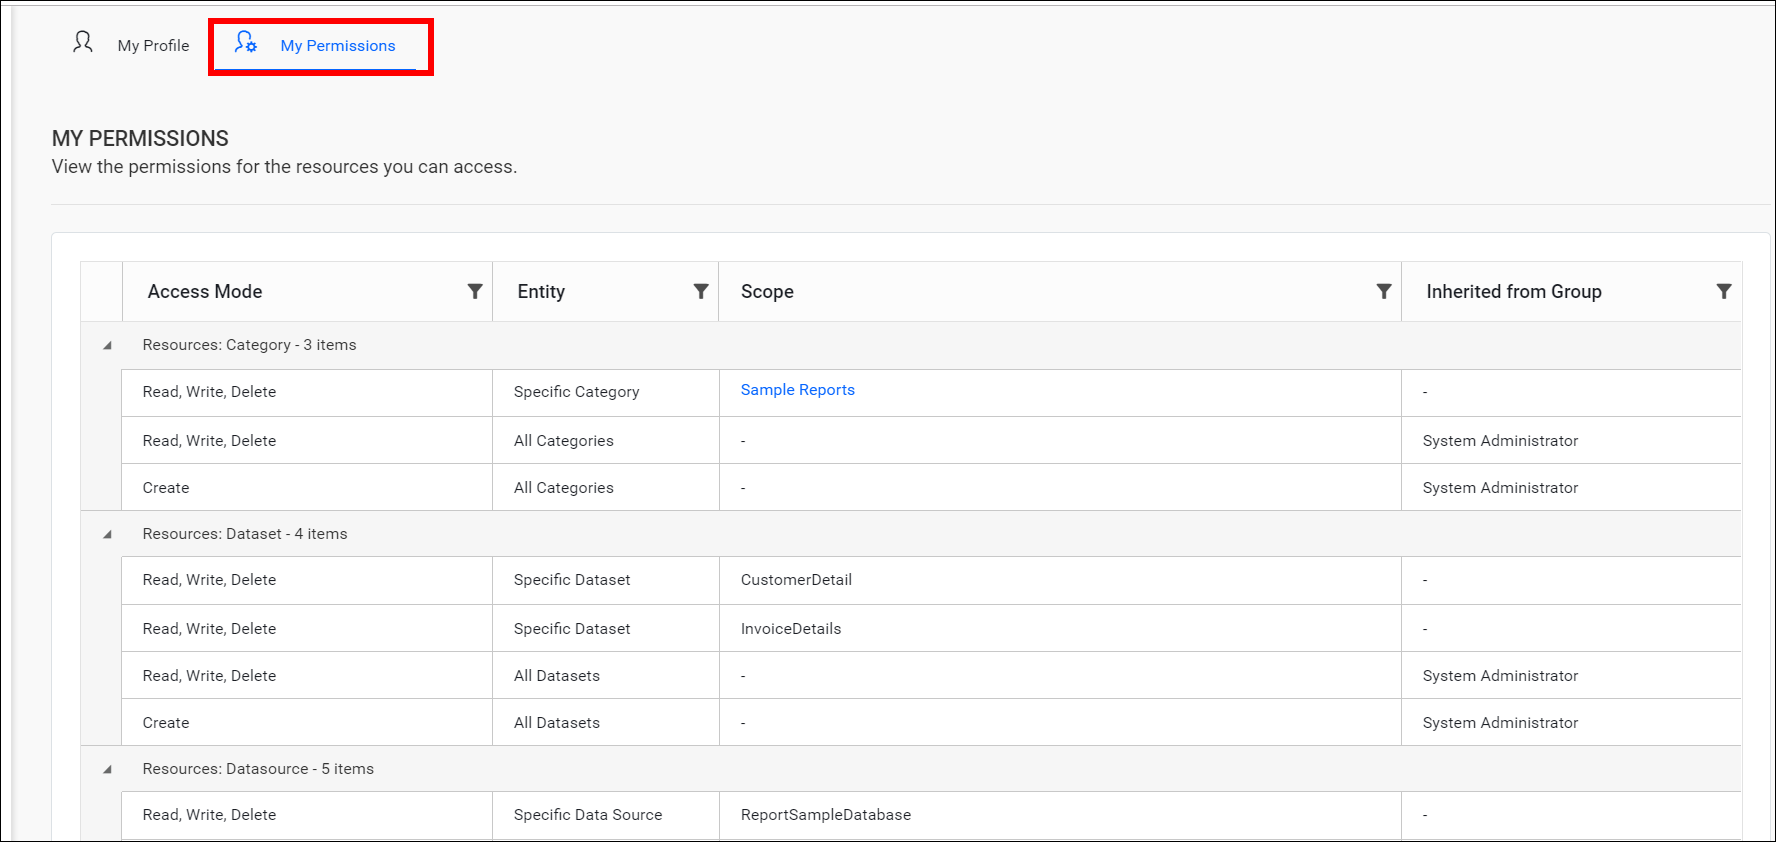 My Profile My Permissions
MY PERMISSIONS
View the permissions for the resources you can access.
Access Mode Entity Scope Inherited from Group
Resources: Category - 3 items
Read, Write, Delete Specific Category Sample Reports -
Read, Write, Delete All Categories - System Administrator
Create All Categories - System Administrator
Resources: Dataset - 4 items
Read, Write, Delete Specific Dataset CustomerDetail -
Read, Write, Delete Specific Dataset InvoiceDetails -
Read, Write, Delete All Datasets - System Administrator
Create All Datasets - System Administrator
Resources: Datasource - 5 items
Read, Write, Delete Specific Data Source ReportSampleDatabase -